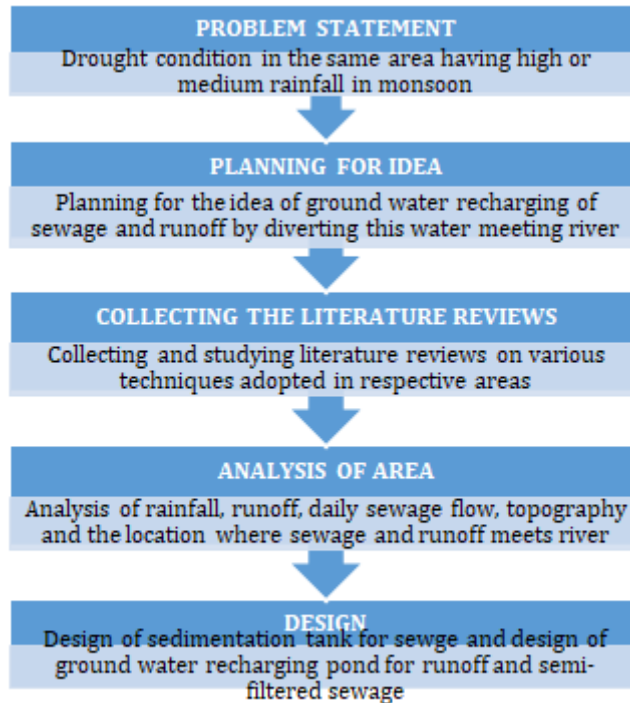 PROBLEM STATEMENT
Drought condition in the same area having high or
medium rainfall in monsoon
PLANNING FOR IDEA
Planning for the idea of ground water recharging of
sewage and runoff by diverting this water meeting river
COLLECTING THE LITERATURE REVIEWS
Collecting and studying literature reviews on various
techniques adopted in respective areas
ANALYSIS OF AREA
Analysis of rainfall, runoff, daily sewage flow, topography
and the location where sewage and runoff meets river
DESIGN
Design of sedimentation tank for sewge and design of
ground water recharging pond for runoff and semi-
filtered sewage